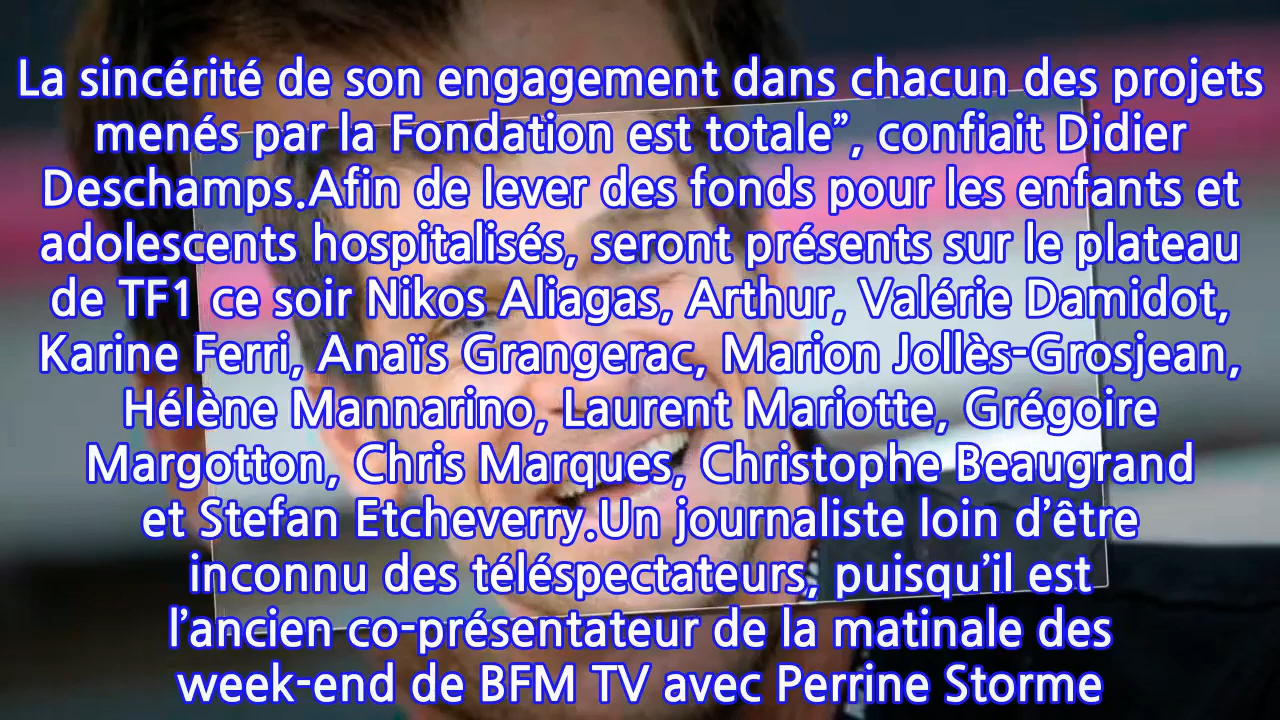 La sincérité de son engagement dans chacun des projets
menés par la Fondation est totale”, confiait Didier
Deschamps.Afin de lever des fonds pour les enfants et
adolescents hospitalisés, seront présents sur le plateau
de TF1 ce soir Nikos Aliagas, Arthur, Valérie Damidot,
Karine Ferri, Anaïs Grangerac, Marion Jollès-Grosjean,
Hélène Mannarino, Laurent Mariotte, Grégoire
Margotton, Chris Marques, Christophe Beaugrand
et Stefan Etcheverry.Un journaliste loin d’être
inconnu des téléspectateurs, puisqu’il est
l’ancien co-présentateur de la matinale des
week-end de BFM TV avec Perrine Storme